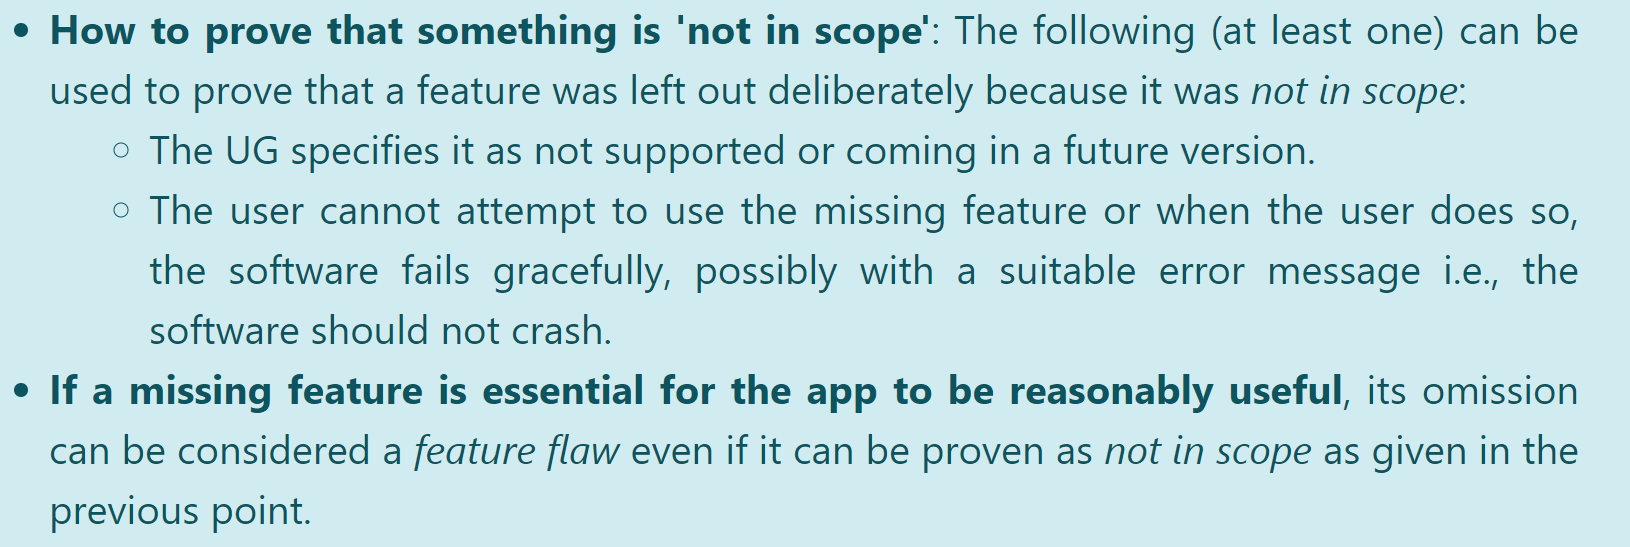 How to prove that something is 'not in scope': The following (at least one) can be
used to prove that a feature was left out deliberately because it was not in scope:
The UG specifies it as not supported or coming in a future version.
The user cannot attempt to use the missing feature or when the user does so,
the software fails gracefully, possibly with a suitable error message i.e., the
software should not crash.
If a missing feature is essential for the app to be reasonably useful, its omission
can be considered a feature flaw even if it can be proven as not in scope as given in the
previous point.